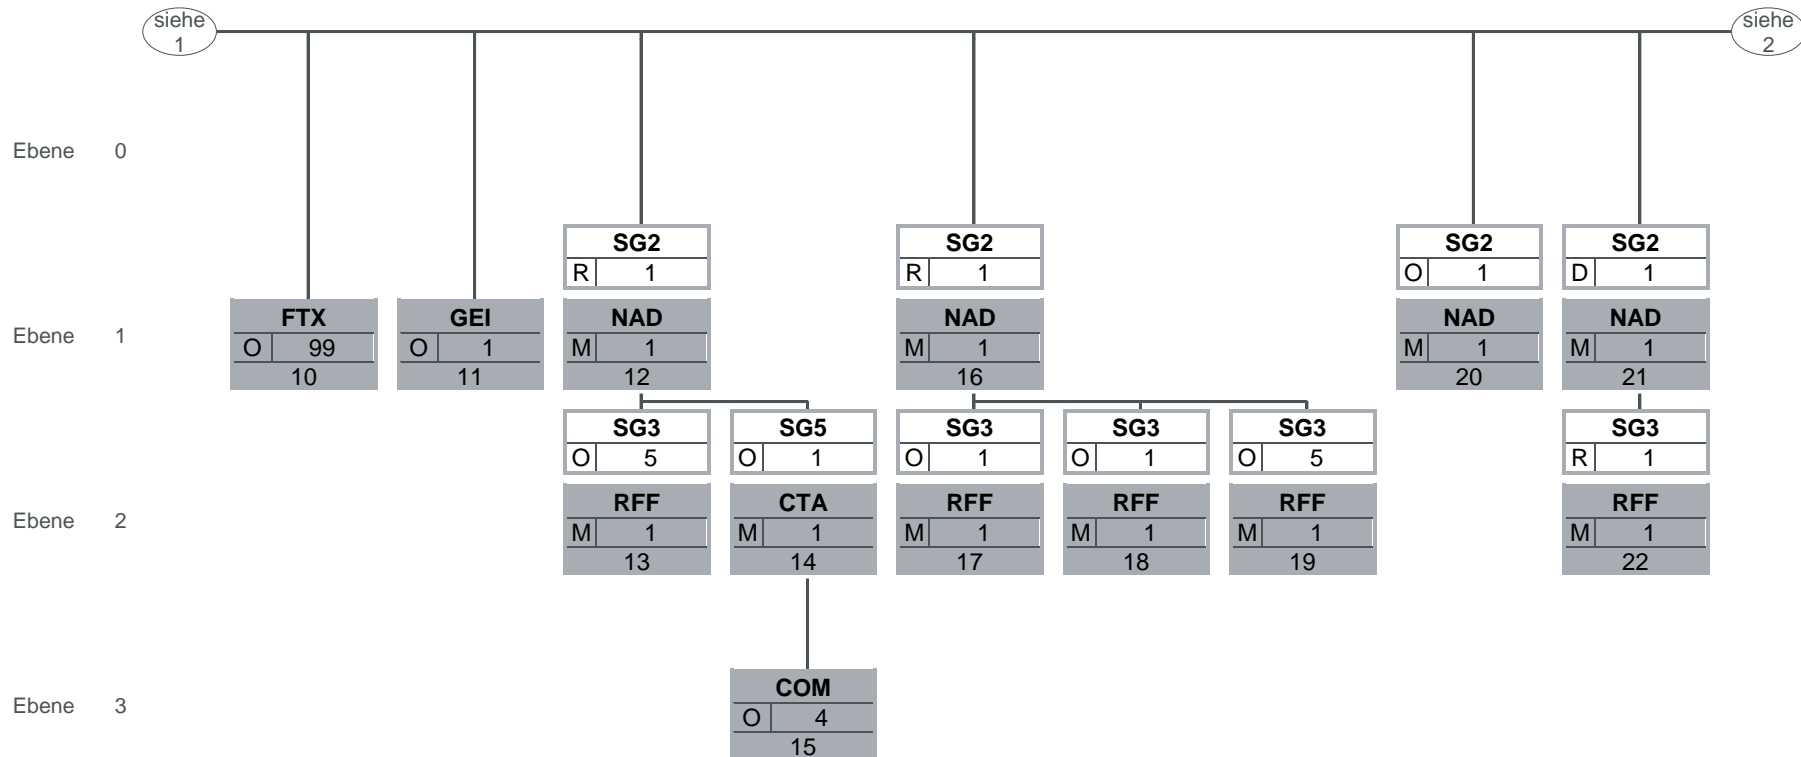 siehe
1
siehe
2
Ebene 0
SG2
R 1
SG2
R 1
SG2
O 1
SG2
D 1
Ebene 1
FTX
O 99
10
GEI
O 1
11
NAD
M 1
12
NAD
M 1
16
NAD
M 1
20
NAD
M 1
21
SG3
O 5
SG5
O 1
SG3
O 1
SG3
O 1
SG3
O 5
SG3
R 1
Ebene 2
RFF
M 1
13
CTA
M 1
14
RFF
M 1
17
RFF
M 1
18
RFF
M 1
19
RFF
M 1
22
Ebene 3
COM
O 4
15